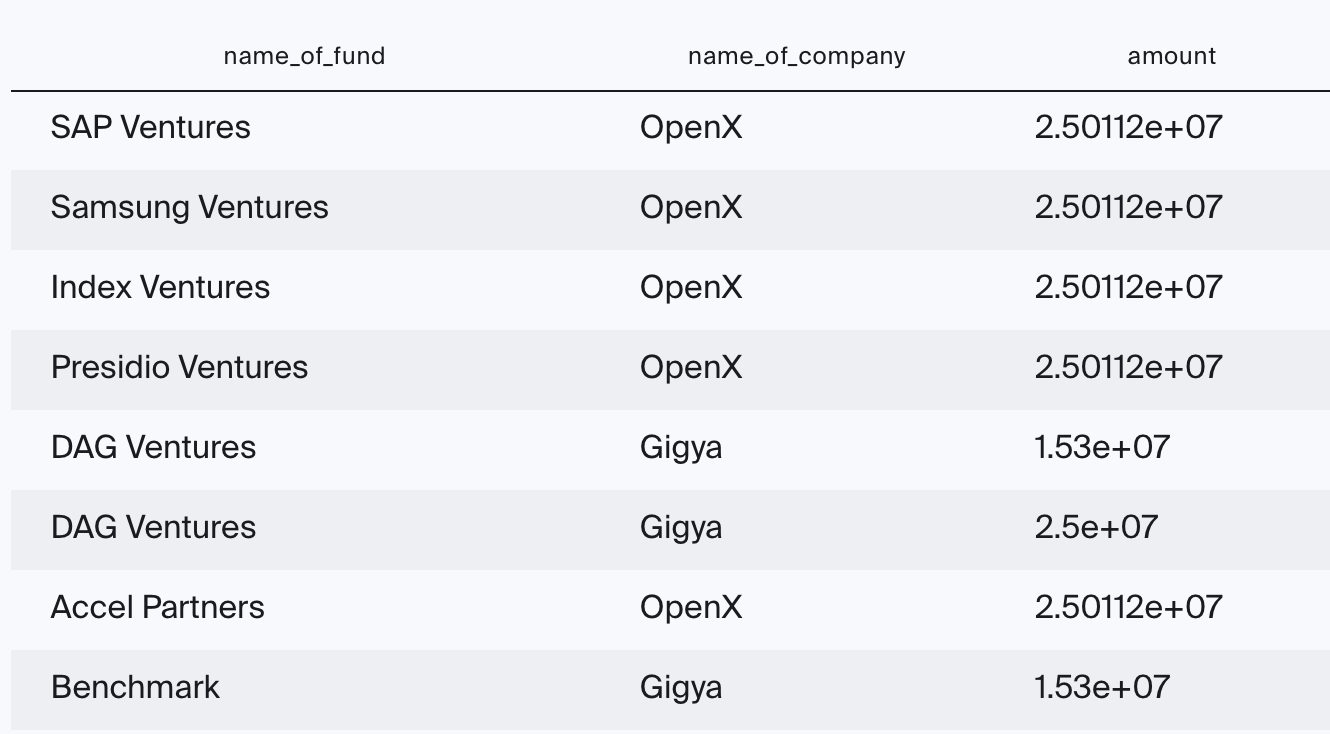 name_of_fund name_of_company amount
SAP Ventures OpenX 2.50112e+07
Samsung Ventures OpenX 2.50112e+07
Index Ventures OpenX 2.50112e+07
Presidio Ventures OpenX 2.50112e+07
DAG Ventures Gigya 1.53e+07
DAG Ventures Gigya 2.5e+07
Accel Partners OpenX 2.50112e+07
Benchmark Gigya 1.53e+07